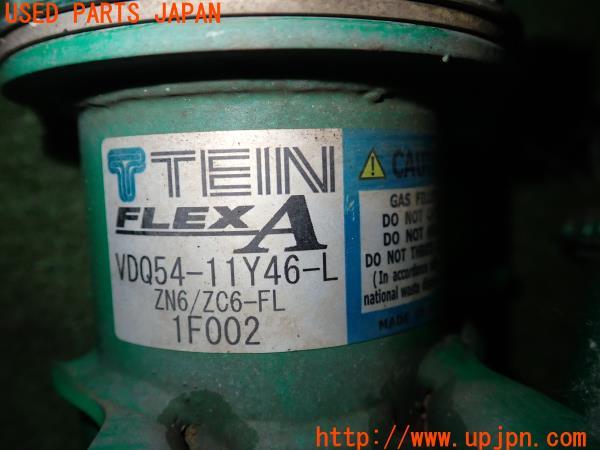 USED PARTS JAPAN
TEIN
FLEX A
VDQ54-11Y46-L
ZN6/ZC6-FL
1F002
GAS
DO NOT
DO NOT
DO NOT
(In accordance
national waste
MADE
http://www.upjpn.com